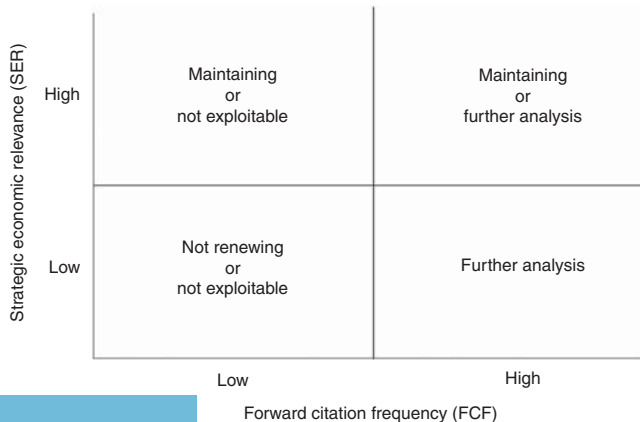 Strategic economic relevance (SER)
High
Maintaining
or
not exploitable
Maintaining
or
further analysis
Low
Not renewing
or
not exploitable
Further analysis
Low
High
Forward citation frequency (FCF)